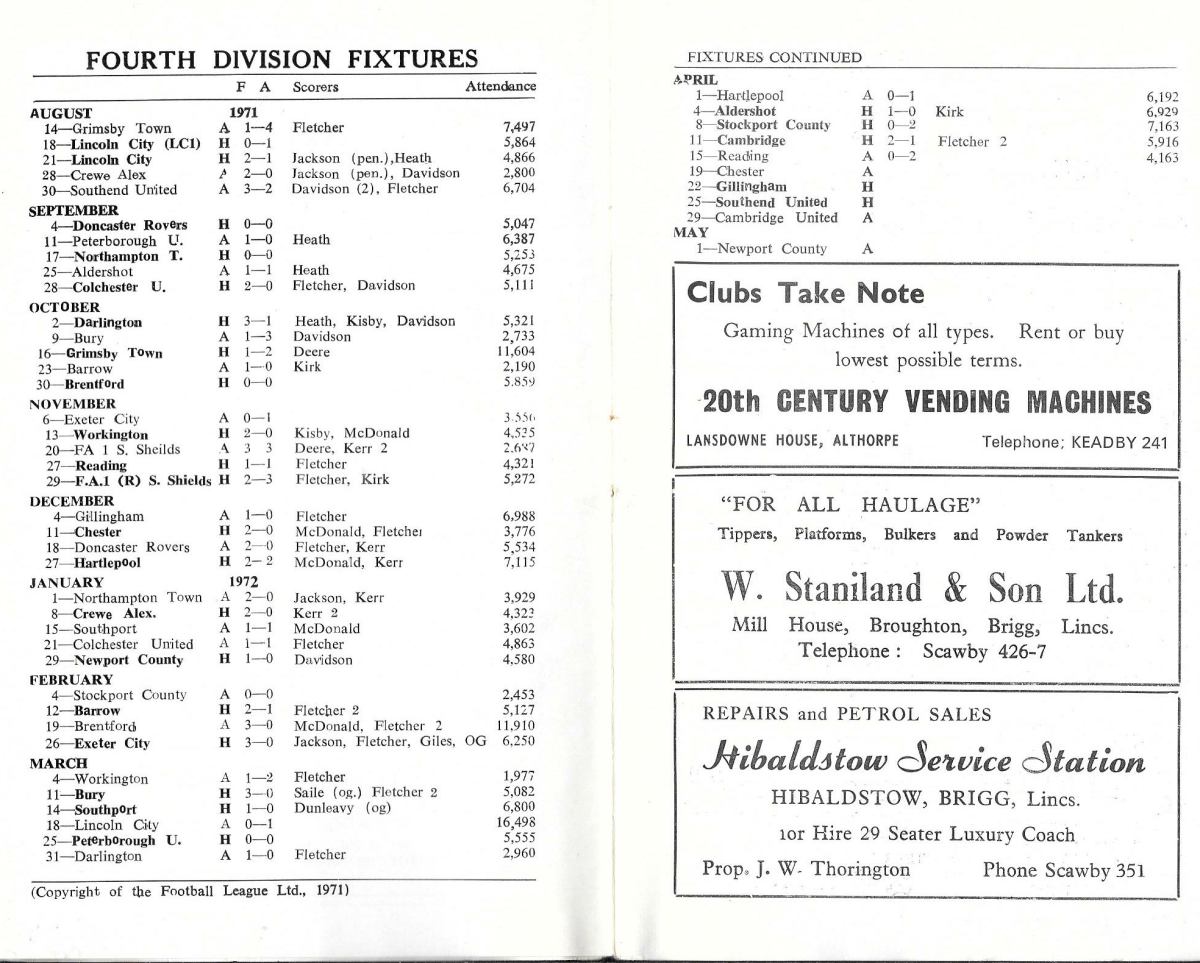 FOURTH DIVISION FIXTURES
F A Scorers Attendance
AUGUST 1971
14—Grimsby Town A 1—4 Fletcher 7,497
18—Lincoln City (LC1) H 0—1 5,864
21—Lincoln City H 2—1 Jackson (pen.),Heath 4,866
28—Crewe Alex A 2—0 Jackson (pen.), Davidson 2,800
30—Southend United A 3—2 Davidson (2), Fletcher 6,704
SEPTEMBER
4—Doncaster Rovers H 0—0 5,047
11—Peterborough U. A 1—0 Heath 6,387
17—Northampton T. H 0—0 5,253
25—Aldershot A 1—1 Heath 4,675
28—Colchester U. H 2—0 Fletcher, Davidson 5,111
OCTOBER
2—Darlington H 3—1 Heath, Kisby, Davidson 5,321
9—Bury A 1—3 Davidson 2,733
16—Grimsby Town H 1—2 Deere 11,604
23—Barrow A 1—0 Kirk 2,190
30—Brentford H 0—0 5.859
NOVEMBER
6—Exeter City A 0—1
13—Workington H 2—0 Kisby, McDonald 4,525
20—FA 1 S. Sheilds A 3 3 Deere, Kerr 2
27—Reading H 1—1 Fletcher 4,321
29—F.A.1 (R) S. Shields H 2—3 Fletcher, Kirk 5,272
DECEMBER
4—Gillingham A 1—0 Fletcher 6,988
11—Chester H 2—0 McDonald, Fletcher 3,776
18—Doncaster Rovers A 2—0 Fletcher, Kerr 5,534
27—Hartlepool H 2—2 McDonald, Kerr 7,115
JANUARY 1972
1—Northampton Town A 2—0 Jackson, Kerr 3,929
8—Crewe Alex. H 2—0 Kerr 2 4,323
15—Southport A 1—1 McDonald 3,602
21—Colchester United A 1—1 Fletcher 4,863
29—Newport County H 1—0 Davidson 4,580
FEBRUARY
4—Stockport County A 0—0 2,453
12—Barrow H 2—1 Fletcher 2 5,127
19—Brentford A 3—0 McDonald, Fletcher 2 11,910
26—Exeter City H 3—0 Jackson, Fletcher, Giles, OG 6,250
MARCH
4—Workington A 1—2 Fletcher 1,977
11—Bury H 3—0 Saile (og.) Fletcher 2 5,082
14—Southport H 1—0 Dunleavy (og) 6,800
18—Lincoln City A 0—1 16,498
25—Peterborough U. H 0—0 5,555
31—Darlington A 1—0 Fletcher 2,960
(Copyright of the Football League Ltd., 1971)
FIXTURES CONTINUED
APRIL
1—Hartlepool A 0—1 6,192
4—Aldershot H 1—0 Kirk 6,929
8—Stockport County H 0—2 7,163
11—Cambridge H 2—1 Fletcher 2 5,916
15—Reading A 0—2 4,163
19—Chester A
22—Gillingham H
25—Southend United H
29—Cambridge United A
MAY
1—Newport County A
Clubs Take Note
Gaming Machines of all types. Rent or buy
lowest possible terms.
20th CENTURY VENDING MACHINES
LANSDOWNE HOUSE, ALTHORPE Telephone; KEADBY 241
"FOR ALL HAULAGE"
Tippers, Platforms, Bulkers and Powder Tankers
W. Staniland & Son Ltd.
Mill House, Broughton, Brigg, Lincs.
Telephone : Scawby 426-7
REPAIRS and PETROL SALES
Hibaldstow Service Station
HIBALDSTOW, BRIGG, Lincs.
1or Hire 29 Seater Luxury Coach
Prop. J. W. Thorington Phone Scawby 351